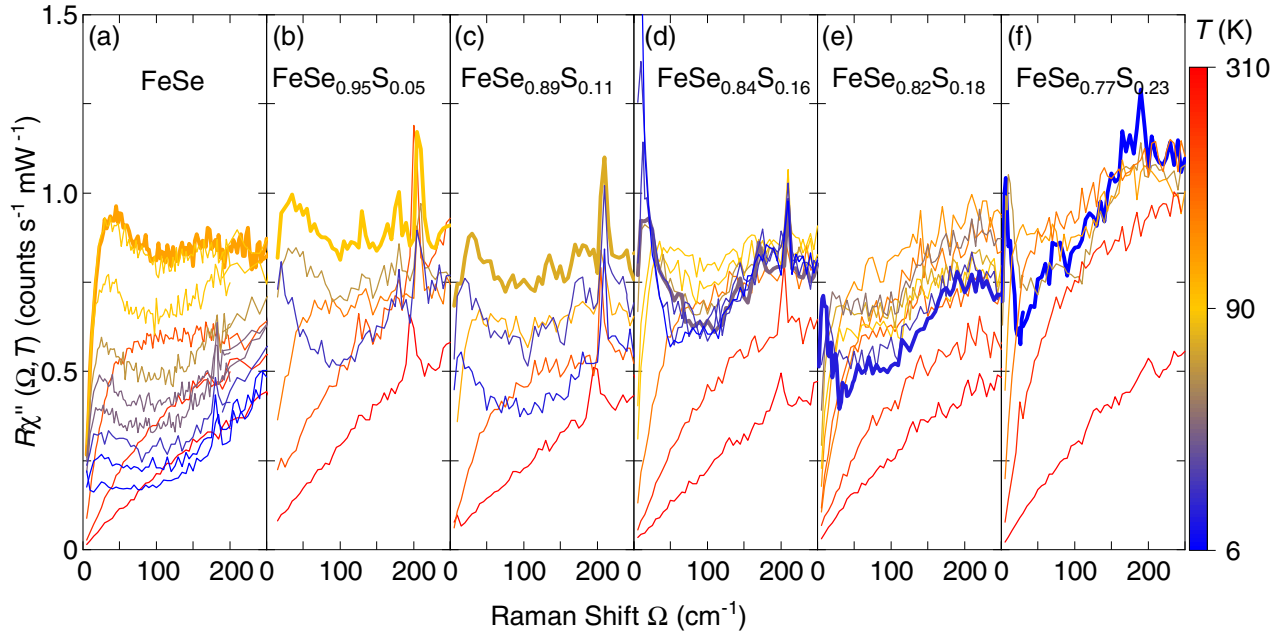 (a) (b) (c) (d) (e) (f) T (K)
FeSe FeSe0.95S0.05 FeSe0.89S0.11 FeSe0.84S0.16 FeSe0.82S0.18 FeSe0.77S0.23
1.5
1.0
0.5
0
Rχ'' (Ω,T) (counts s-1 mW-1)
310
90
6
0 100 200 0 100 200 0 100 200 0 100 200 0 100 200 0 100 200
Raman Shift Ω (cm-1)